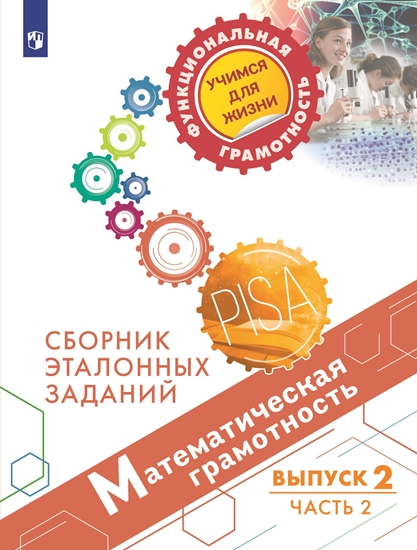 ФУНКЦИОНАЛЬНАЯ
ГРАМОТНОСТЬ
УЧИМСЯ
ДЛЯ
ЖИЗНИ
PISA
СБОРНИК
ЭТАЛОННЫХ
ЗАДАНИЙ
Математическая
грамотность
ВЫПУСК 2
ЧАСТЬ 2